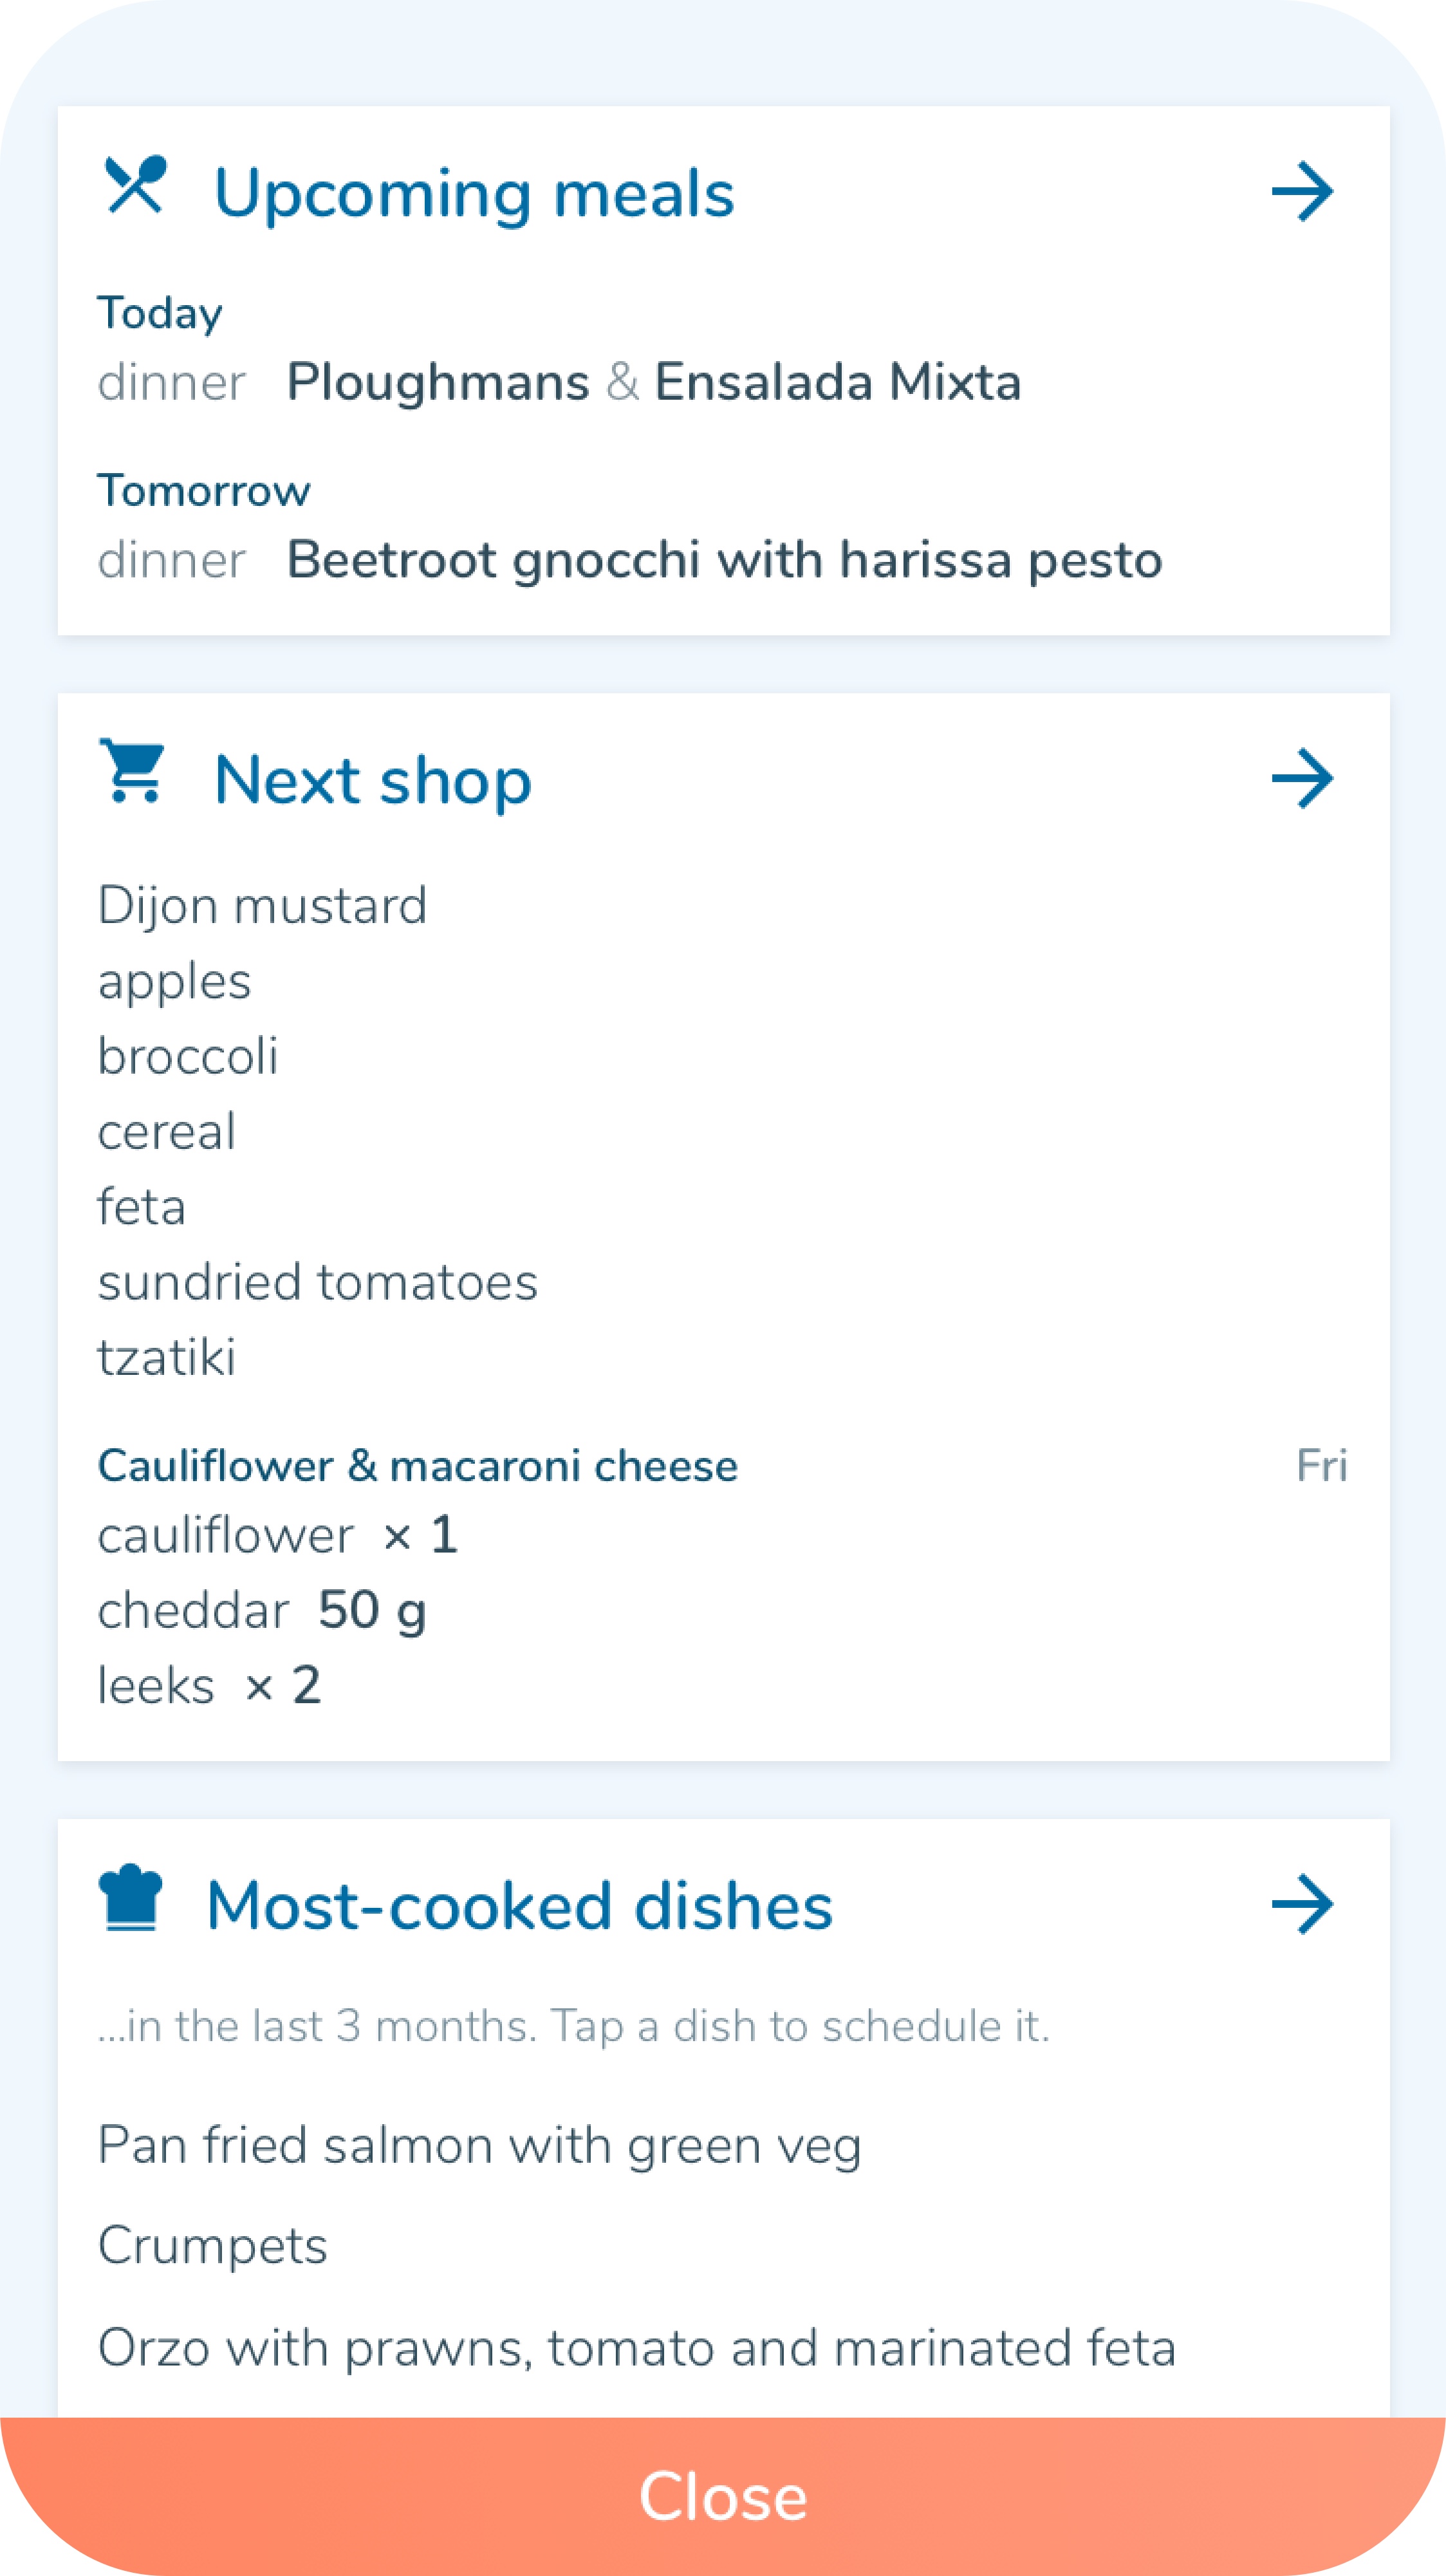 Upcoming meals
Today
dinner Ploughmans & Ensalada Mixta
Tomorrow
dinner Beetroot gnocchi with harissa pesto
Next shop
Dijon mustard
apples
broccoli
cereal
feta
sundried tomatoes
tzatiki
Cauliflower & macaroni cheese Fri
cauliflower × 1
cheddar 50 g
leeks × 2
Most-cooked dishes
...in the last 3 months. Tap a dish to schedule it.
Pan fried salmon with green veg
Crumpets
Orzo with prawns, tomato and marinated feta
Close